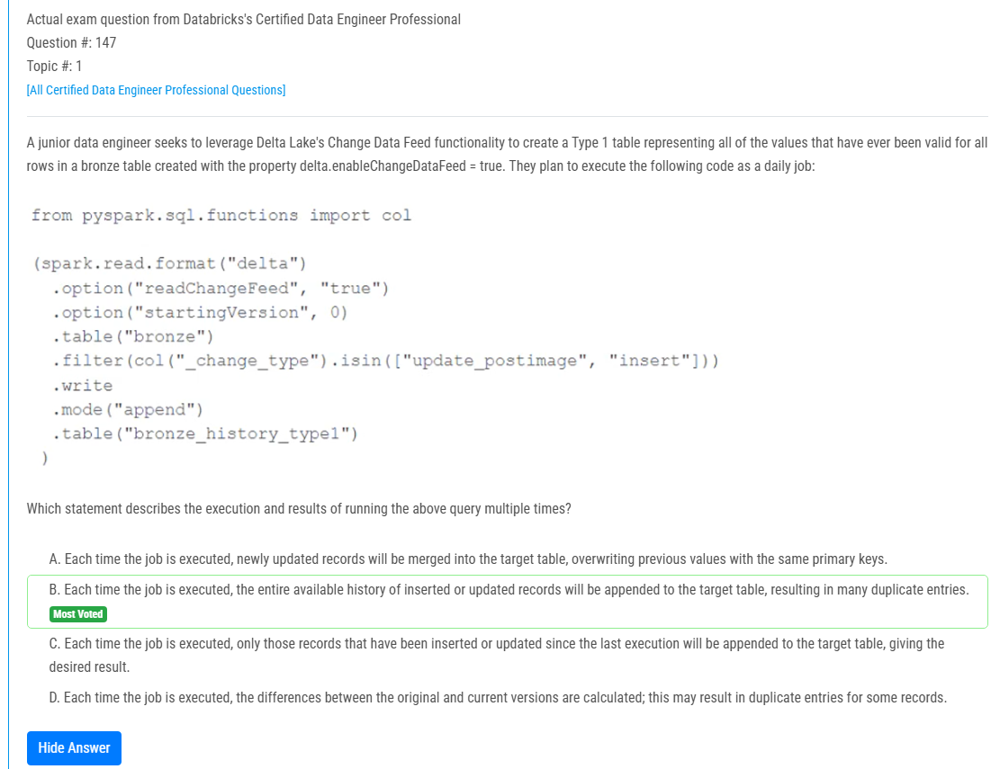 Actual exam question from Databricks's Certified Data Engineer Professional
Question #: 147
Topic #: 1
[All Certified Data Engineer Professional Questions]
A junior data engineer seeks to leverage Delta Lake's Change Data Feed functionality to create a Type 1 table representing all of the values that have ever been valid for all
rows in a bronze table created with the property delta.enableChangeDataFeed = true. They plan to execute the following code as a daily job:
from pyspark.sql.functions import col
(spark.read.format("delta")
.option("readChangeFeed", "true")
.option("startingVersion", 0)
.table("bronze")
.filter(col("_change_type").isin(["update_postimage", "insert"]))
.write
.mode("append")
.table("bronze_history_type1")
)
Which statement describes the execution and results of running the above query multiple times?
A. Each time the job is executed, newly updated records will be merged into the target table, overwriting previous values with the same primary keys.
B. Each time the job is executed, the entire available history of inserted or updated records will be appended to the target table, resulting in many duplicate entries.
Most Voted
C. Each time the job is executed, only those records that have been inserted or updated since the last execution will be appended to the target table, giving the
desired result.
D. Each time the job is executed, the differences between the original and current versions are calculated; this may result in duplicate entries for some records.
Hide Answer